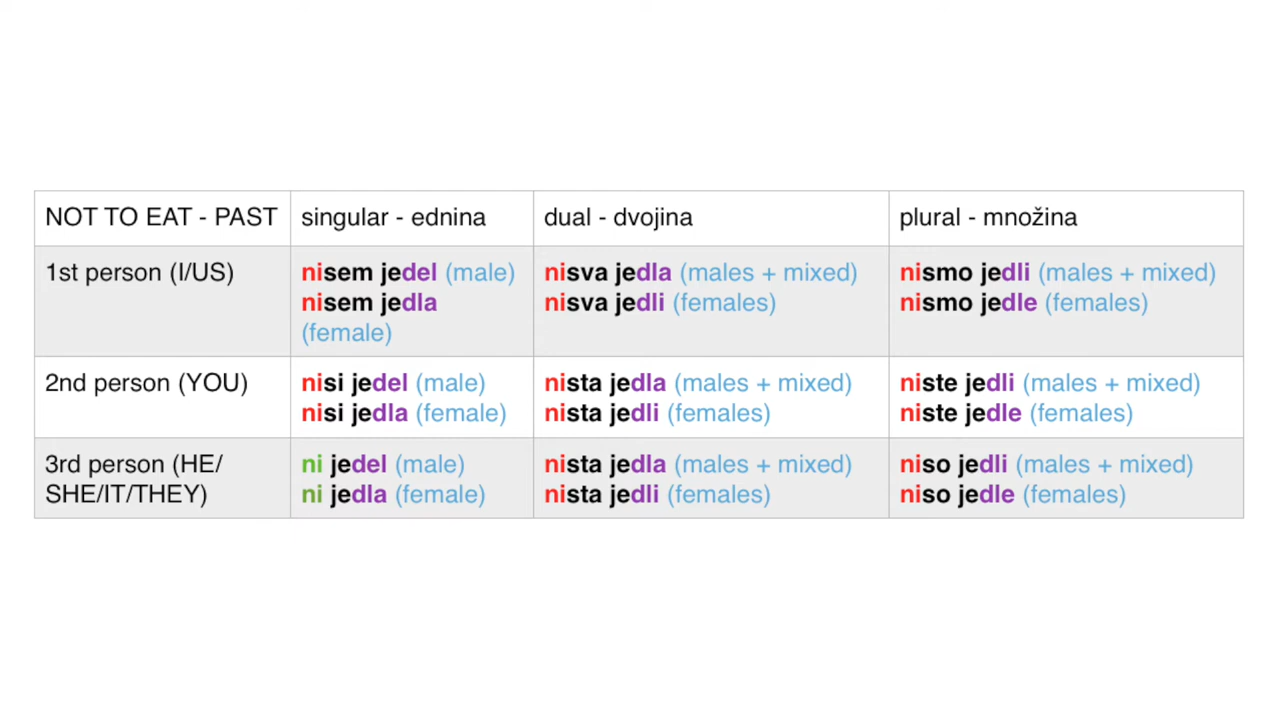 NOT TO EAT - PAST singular - ednina dual - dvojina plural - množina
1st person (I/US) nisem jedel (male) nisva jedla (males + mixed) nismo jedli (males + mixed)
nisem jedla nisva jedli (females) nismo jedle (females)
(female)
2nd person (YOU) nisi jedel (male) nista jedla (males + mixed) niste jedli (males + mixed)
nisi jedla (female) nista jedli (females) niste jedle (females)
3rd person (HE/ ni jedel (male) nista jedla (males + mixed) niso jedli (males + mixed)
SHE/IT/THEY) ni jedla (female) nista jedli (females) niso jedle (females)